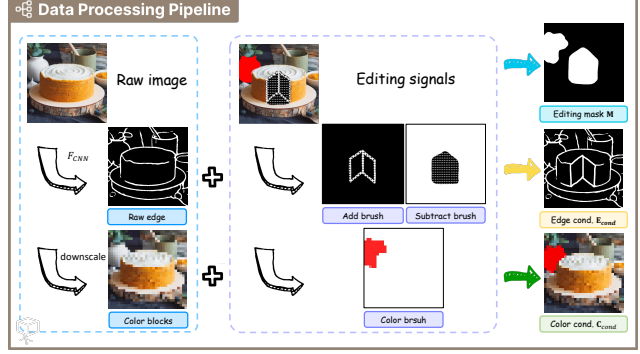 Data Processing Pipeline
Raw image
Editing signals
Editing mask M
F_CNN
Raw edge
Add brush
Subtract brush
Edge cond. E_cond
downscale
Color blocks
Color brsuh
Color cond. C_cond